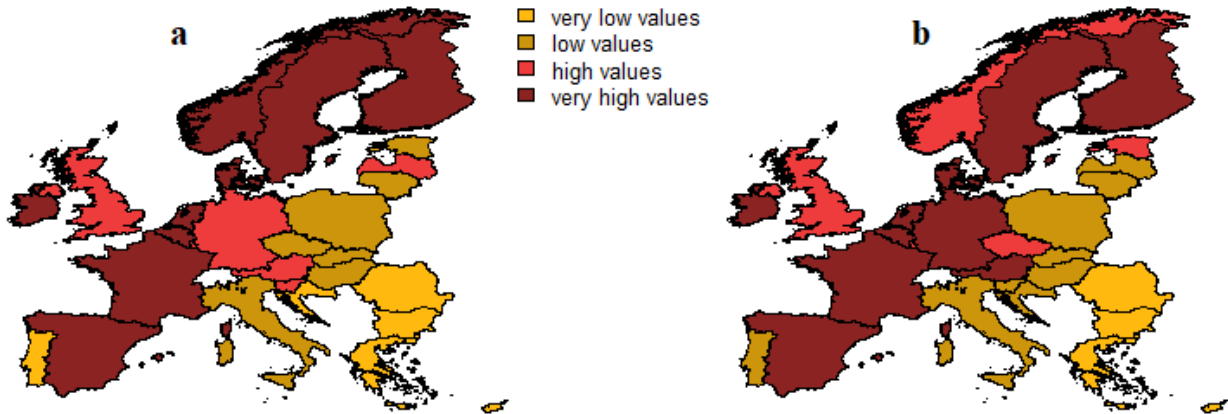 a
very low values
low values
high values
very high values
b